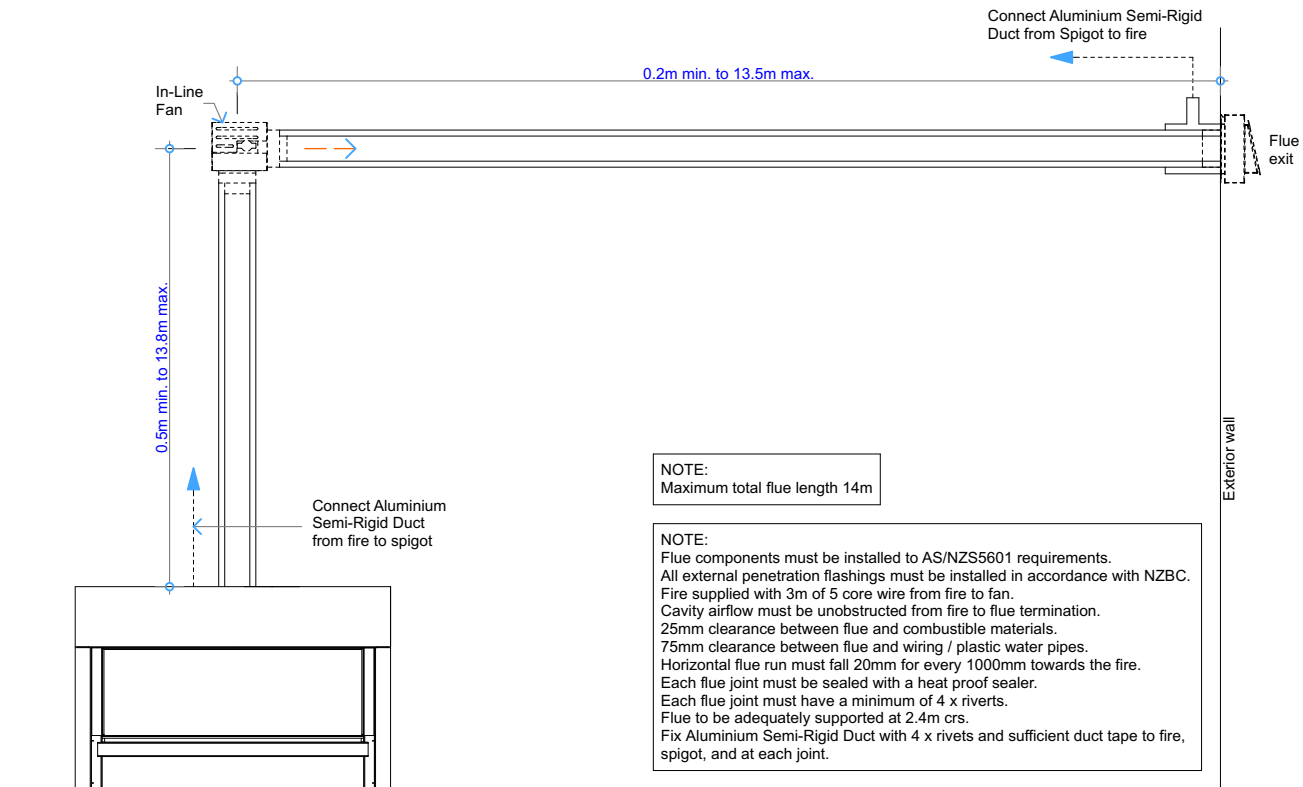 Connect Aluminium Semi-Rigid
Duct from Spigot to fire
0.2m min. to 13.5m max.
In-Line
Fan
Flue
exit
0.5m min. to 13.8m max.
Exterior wall
Connect Aluminium
Semi-Rigid Duct
from fire to spigot
NOTE:
Maximum total flue length 14m
NOTE:
Flue components must be installed to AS/NZS5601 requirements.
All external penetration flashings must be installed in accordance with NZBC.
Fire supplied with 3m of 5 core wire from fire to fan.
Cavity airflow must be unobstructed from fire to flue termination.
25mm clearance between flue and combustible materials.
75mm clearance between flue and wiring / plastic water pipes.
Horizontal flue run must fall 20mm for every 1000mm towards the fire.
Each flue joint must be sealed with a heat proof sealer.
Each flue joint must have a minimum of 4 x riverts.
Flue to be adequately supported at 2.4m crs.
Fix Aluminium Semi-Rigid Duct with 4 x rivets and sufficient duct tape to fire,
spigot, and at each joint.